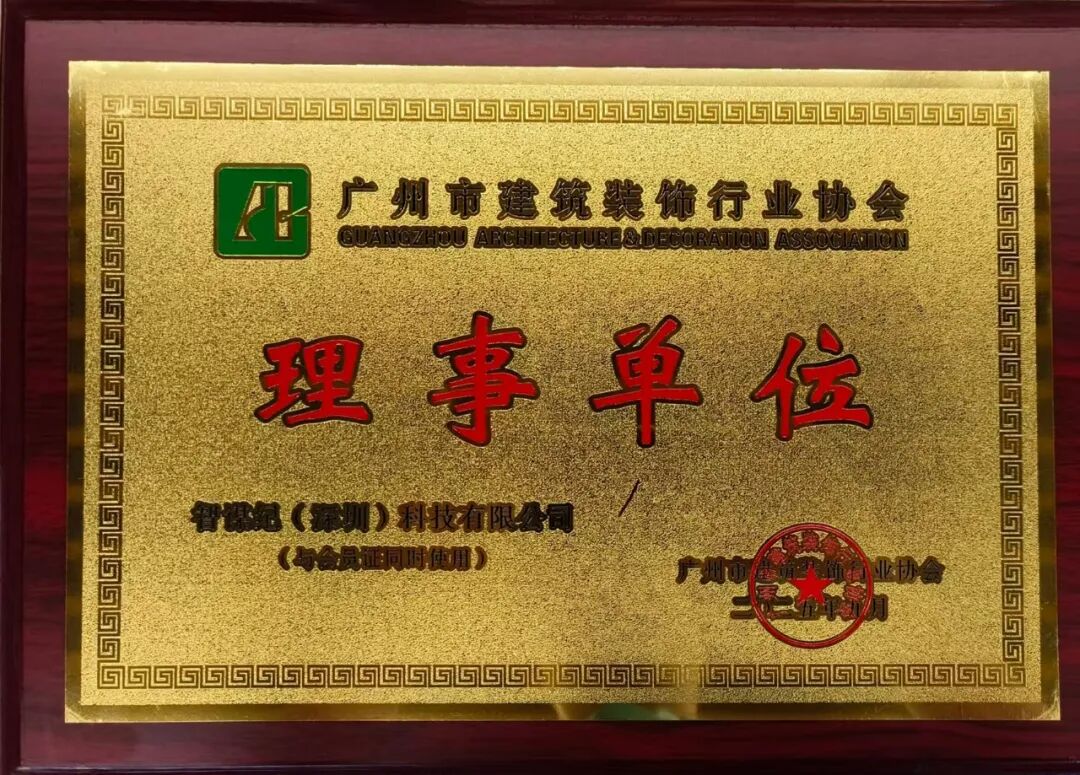 广州市建筑装饰行业协会
GUANGZHOU ARCHITECTURE&DECORATION ASSOCIATION
理事单位
智谋纪（深圳）科技有限公司
（与会员证同时使用）
广州市建筑装饰行业协会
二〇二五年九月